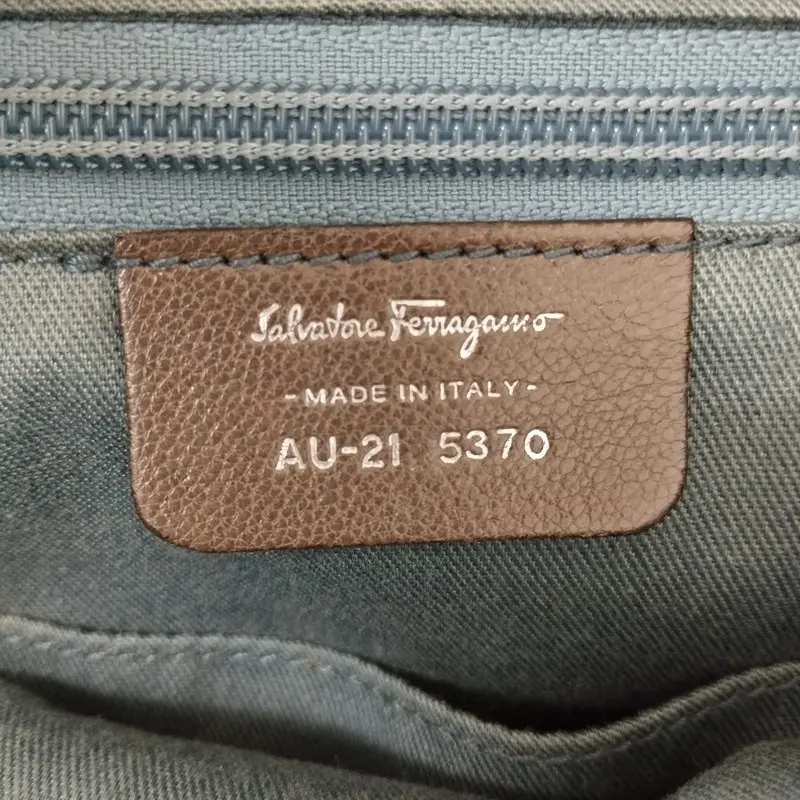 Salvatore Ferragamo
- MADE IN ITALY -
AU-21 5370